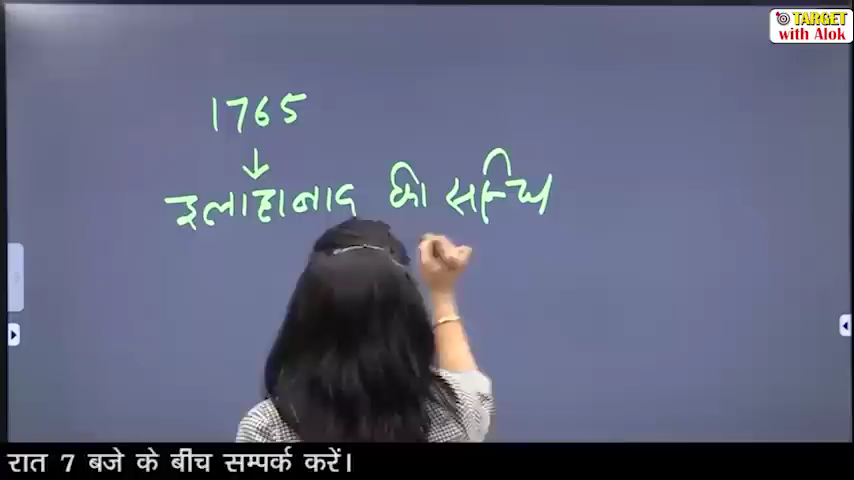 TARGET
with Alok
1765
↓
इलाहाबाद की सन्धि
रात 7 बजे के बीच सम्पर्क करें।